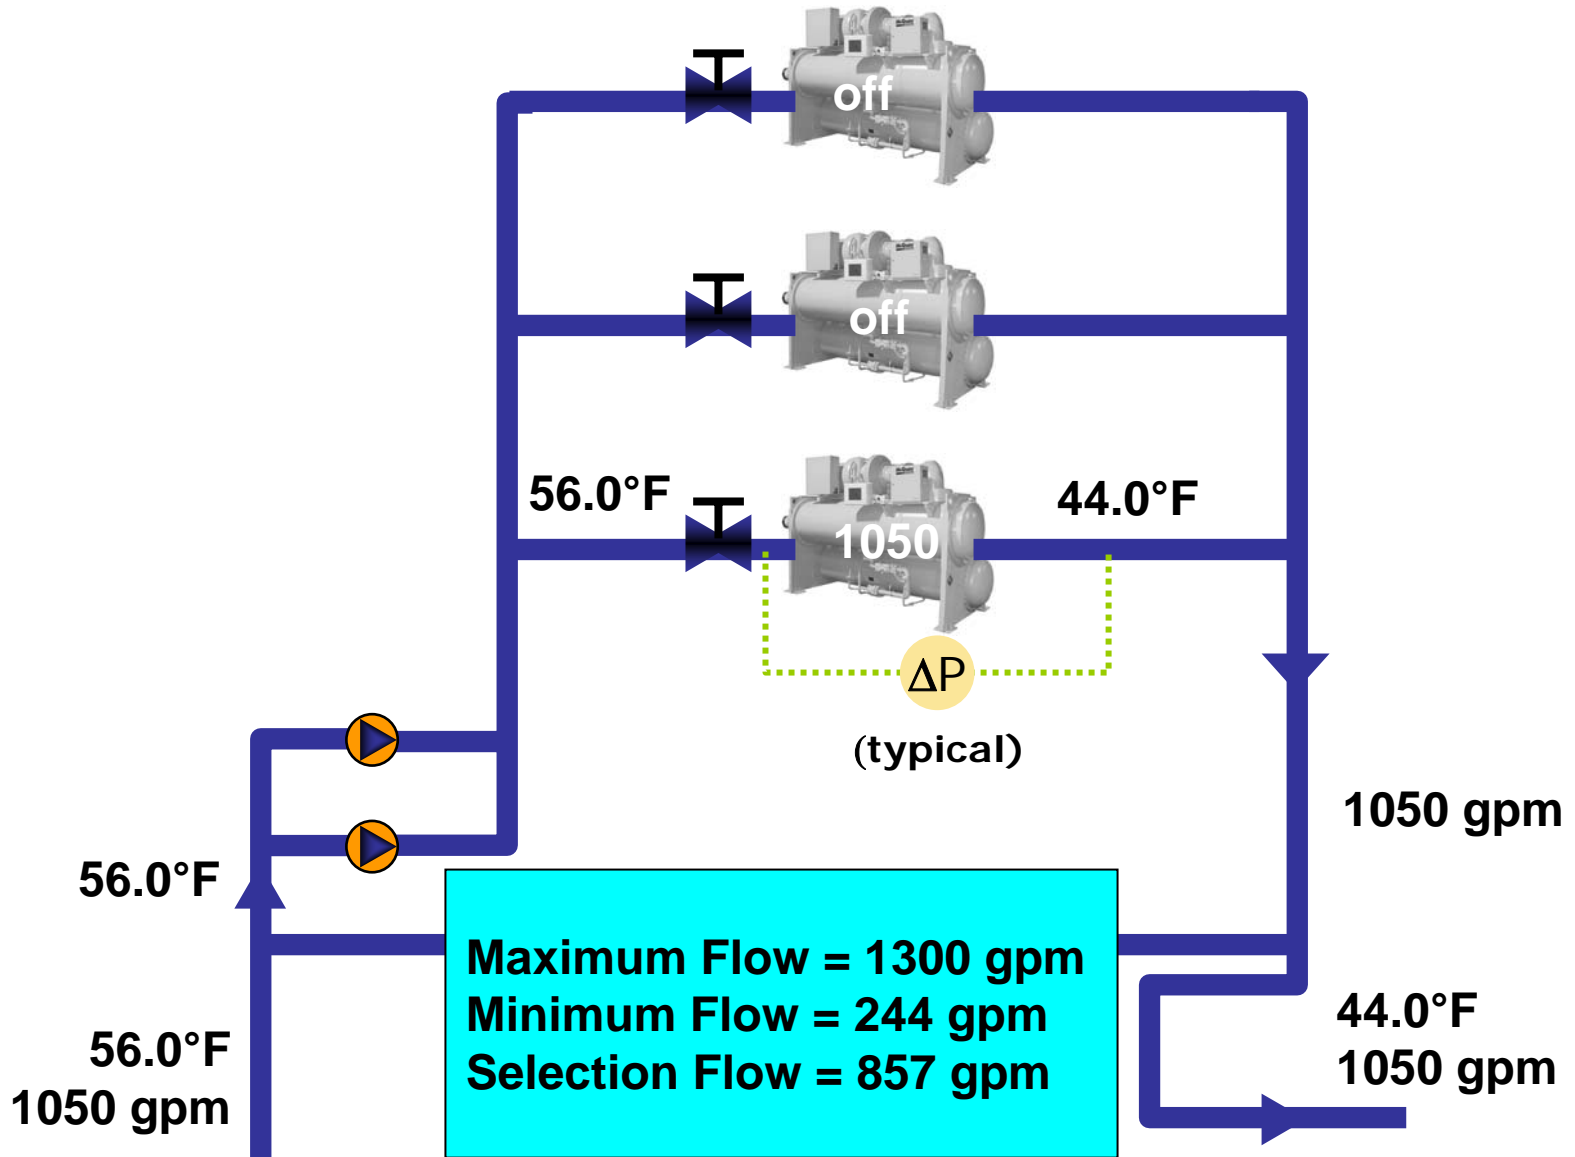 off
off
56.0°F
44.0°F
1050
ΔP
(typical)
1050 gpm
56.0°F
Maximum Flow = 1300 gpm
Minimum Flow = 244 gpm
Selection Flow = 857 gpm
56.0°F
1050 gpm
44.0°F
1050 gpm